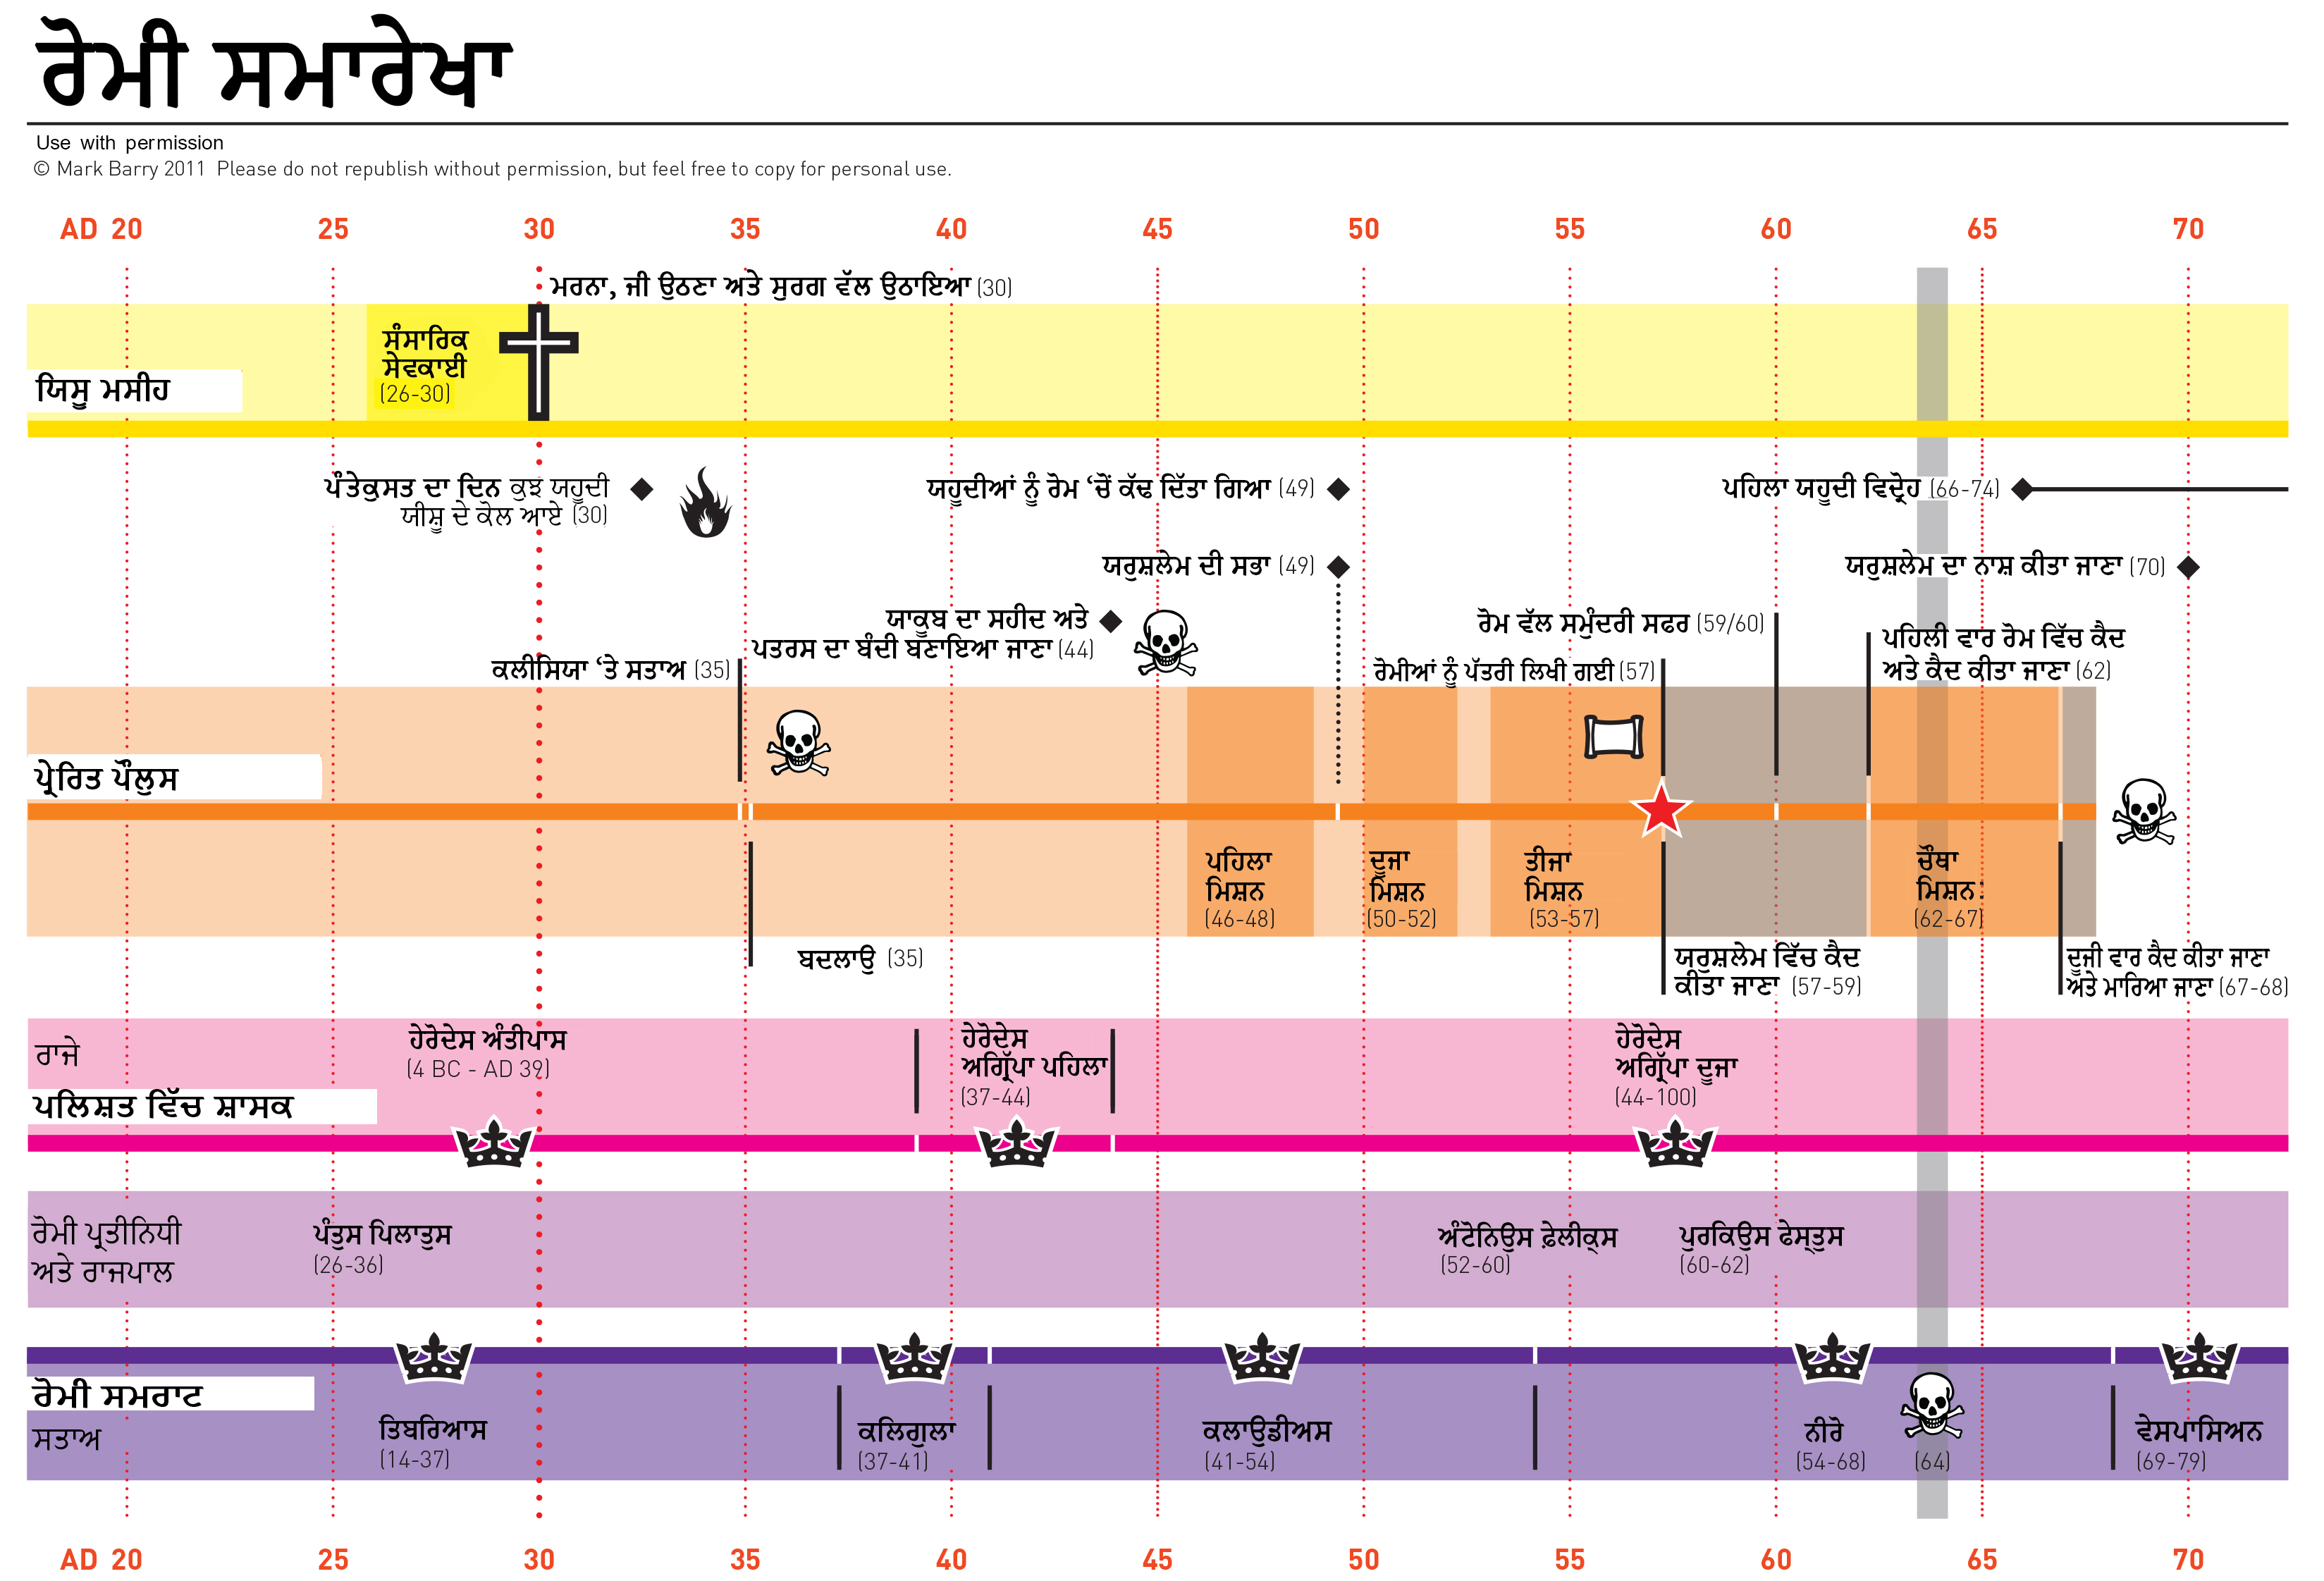 ਰੋਮੀ ਸਮਾਰੇਖਾ
Use with permission
© Mark Barry 2011 Please do not republish without permission, but feel free to copy for personal use.
AD 20 25 30 35 40 45 50 55 60 65 70
ਮਰਨਾ, ਜੀ ਉਠਣਾ ਅਤੇ ਸੁਰਗ ਵੱਲ ਉਠਾਇਆ (30)
ਸੰਸਾਰਿਕ
ਸੇਵਕਾਈ
(26-30)
ਯਿਸੂ ਮਸੀਹ
ਪੰਤੇਕੁਸਤ ਦਾ ਦਿਨ ਕੁਝ ਯਹੂਦੀ
ਯੀਸ਼ੂ ਦੇ ਕੋਲ ਆਏ (30)
ਯਹੂਦੀਆਂ ਨੂੰ ਰੋਮ ‘ਚੋਂ ਕੱਢ ਦਿੱਤਾ ਗਿਆ (49)
ਪਹਿਲਾ ਯਹੂਦੀ ਵਿਦ੍ਰੋਹ (66-74)
ਯਰੁਸ਼ਲੇਮ ਦੀ ਸਭਾ (49)
ਯਰੁਸ਼ਲੇਮ ਦਾ ਨਾਸ਼ ਕੀਤਾ ਜਾਣਾ (70)
ਯਾਕੂਬ ਦਾ ਸਹੀਦ ਅਤੇ
ਪਤਰਸ ਦਾ ਬੰਦੀ ਬਣਾਇਆ ਜਾਣਾ (44)
ਰੋਮ ਵੱਲ ਸਮੁੰਦਰੀ ਸਫਰ (59/60)
ਪਹਿਲੀ ਵਾਰ ਰੋਮ ਵਿੱਚ ਕੈਦ
ਅਤੇ ਕੈਦ ਕੀਤਾ ਜਾਣਾ (62)
ਕਲੀਸਿਯਾ ‘ਤੇ ਸਤਾਅ (35)
ਰੋਮੀਆਂ ਨੂੰ ਪੱਤਰੀ ਲਿਖੀ ਗਈ (57)
ਪ੍ਰੇਰਿਤ ਪੌਲੁਸ
ਪਹਿਲਾ
ਮਿਸ਼ਨ
(46-48)
ਦੂਜਾ
ਮਿਸ਼ਨ
(50-52)
ਤੀਜਾ
ਮਿਸ਼ਨ
(53-57)
ਚੌਥਾ
ਮਿਸ਼ਨ
(62-67)
ਬਦਲਾਉ (35)
ਯਰੁਸ਼ਲੇਮ ਵਿੱਚ ਕੈਦ
ਕੀਤਾ ਜਾਣਾ (57-59)
ਦੂਜੀ ਵਾਰ ਕੈਦ ਕੀਤਾ ਜਾਣਾ
ਅਤੇ ਮਾਰਿਆ ਜਾਣਾ (67-68)
ਰਾਜੇ
ਪਲਿਸ਼ਤ ਵਿੱਚ ਸ਼ਾਸਕ
ਹੇਰੋਦੇਸ ਅੰਤੀਪਾਸ
(4 BC - AD 39)
ਹੇਰੋਦੇਸ
ਅਗ੍ਰਿੱਪਾ ਪਹਿਲਾ
(37-44)
ਹੇਰੋਦੇਸ
ਅਗ੍ਰਿੱਪਾ ਦੂਜਾ
(44-100)
ਰੋਮੀ ਪ੍ਰਤੀਨਿਧੀ
ਅਤੇ ਰਾਜਪਾਲ
ਪੰਤੁਸ ਪਿਲਾਤੁਸ
(26-36)
ਅੰਟੋਨਿਉਸ ਫ਼ੇਲੀਕ੍ਸ
(52-60)
ਪੁਰਕਿਉਸ ਫੇਸ੍ਤੁਸ
(60-62)
ਰੋਮੀ ਸਮਰਾਟ
ਸਤਾਅ
ਤਿਬਰਿਆਸ
(14-37)
ਕਲਿਗੁਲਾ
(37-41)
ਕਲਾਉਡੀਅਸ
(41-54)
ਨੀਰੋ
(54-68)
(64)
ਵੇਸਪਾਸਿਅਨ
(69-79)
AD 20 25 30 35 40 45 50 55 60 65 70